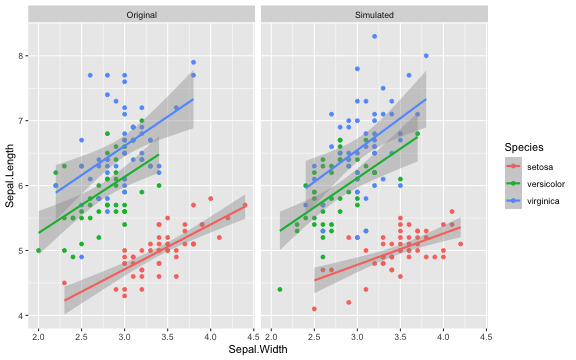 Original
Simulated
8
7
6
5
4
2.0 2.5 3.0 3.5 4.0 4.5
2.0 2.5 3.0 3.5 4.0 4.5
Sepal.Width
Sepal.Length
Species
setosa
versicolor
virginica